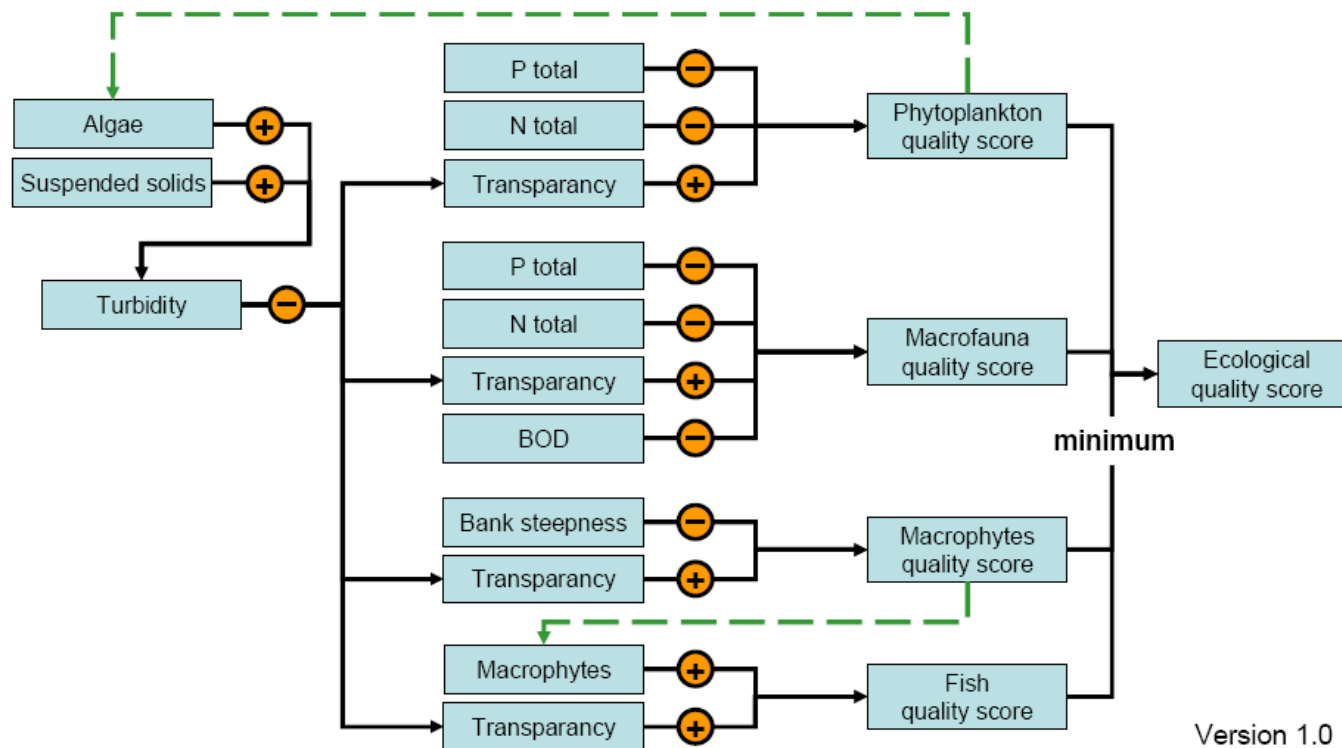 P total
N total
Transparancy
Algae
Suspended solids
Turbidity
Phytoplankton
quality score
P total
N total
Transparancy
BOD
Macrofauna
quality score
Ecological
quality score
minimum
Bank steepness
Transparancy
Macrophytes
quality score
Macrophytes
Transparancy
Fish
quality score
Version 1.0